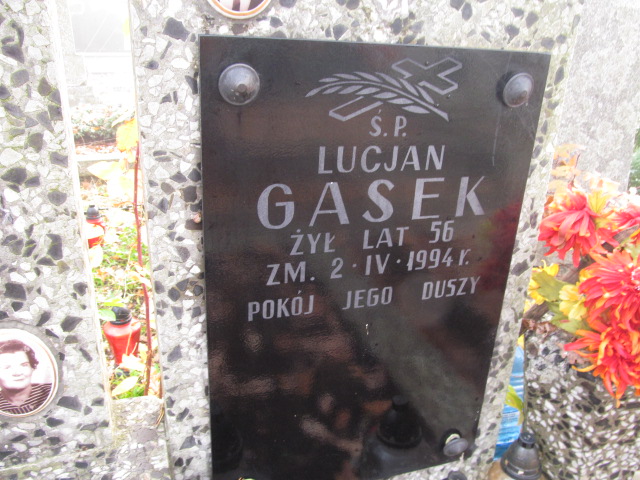 Ś. P.
LUCJAN
GASEK
ŻYŁ LAT 56
ZM. 2·IV·1994 r.
POKÓJ JEGO DUSZY